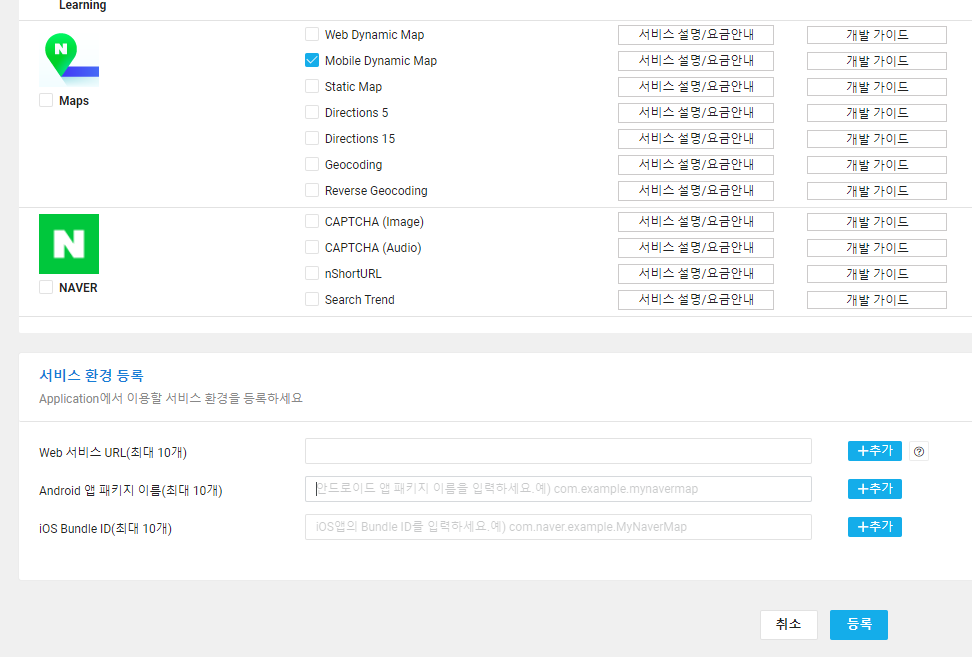 Learning
Web Dynamic Map 서비스 설명/요금안내 개발 가이드
Mobile Dynamic Map 서비스 설명/요금안내 개발 가이드
Static Map 서비스 설명/요금안내 개발 가이드
Maps
Directions 5 서비스 설명/요금안내 개발 가이드
Directions 15 서비스 설명/요금안내 개발 가이드
Geocoding 서비스 설명/요금안내 개발 가이드
Reverse Geocoding 서비스 설명/요금안내 개발 가이드
N
CAPTCHA (Image) 서비스 설명/요금안내 개발 가이드
CAPTCHA (Audio) 서비스 설명/요금안내 개발 가이드
nShortURL 서비스 설명/요금안내 개발 가이드
NAVER
Search Trend 서비스 설명/요금안내 개발 가이드
서비스 환경 등록
Application에서 이용할 서비스 환경을 등록하세요
Web 서비스 URL(최대 10개) +추가 ?
Android 앱 패키지 이름(최대 10개) 안드로이드 앱 패키지 이름을 입력하세요.예) com.example.mynavermap +추가
iOS Bundle ID(최대 10개) iOS앱의 Bundle ID를 입력하세요.예) com.naver.example.MyNaverMap +추가
취소 등록